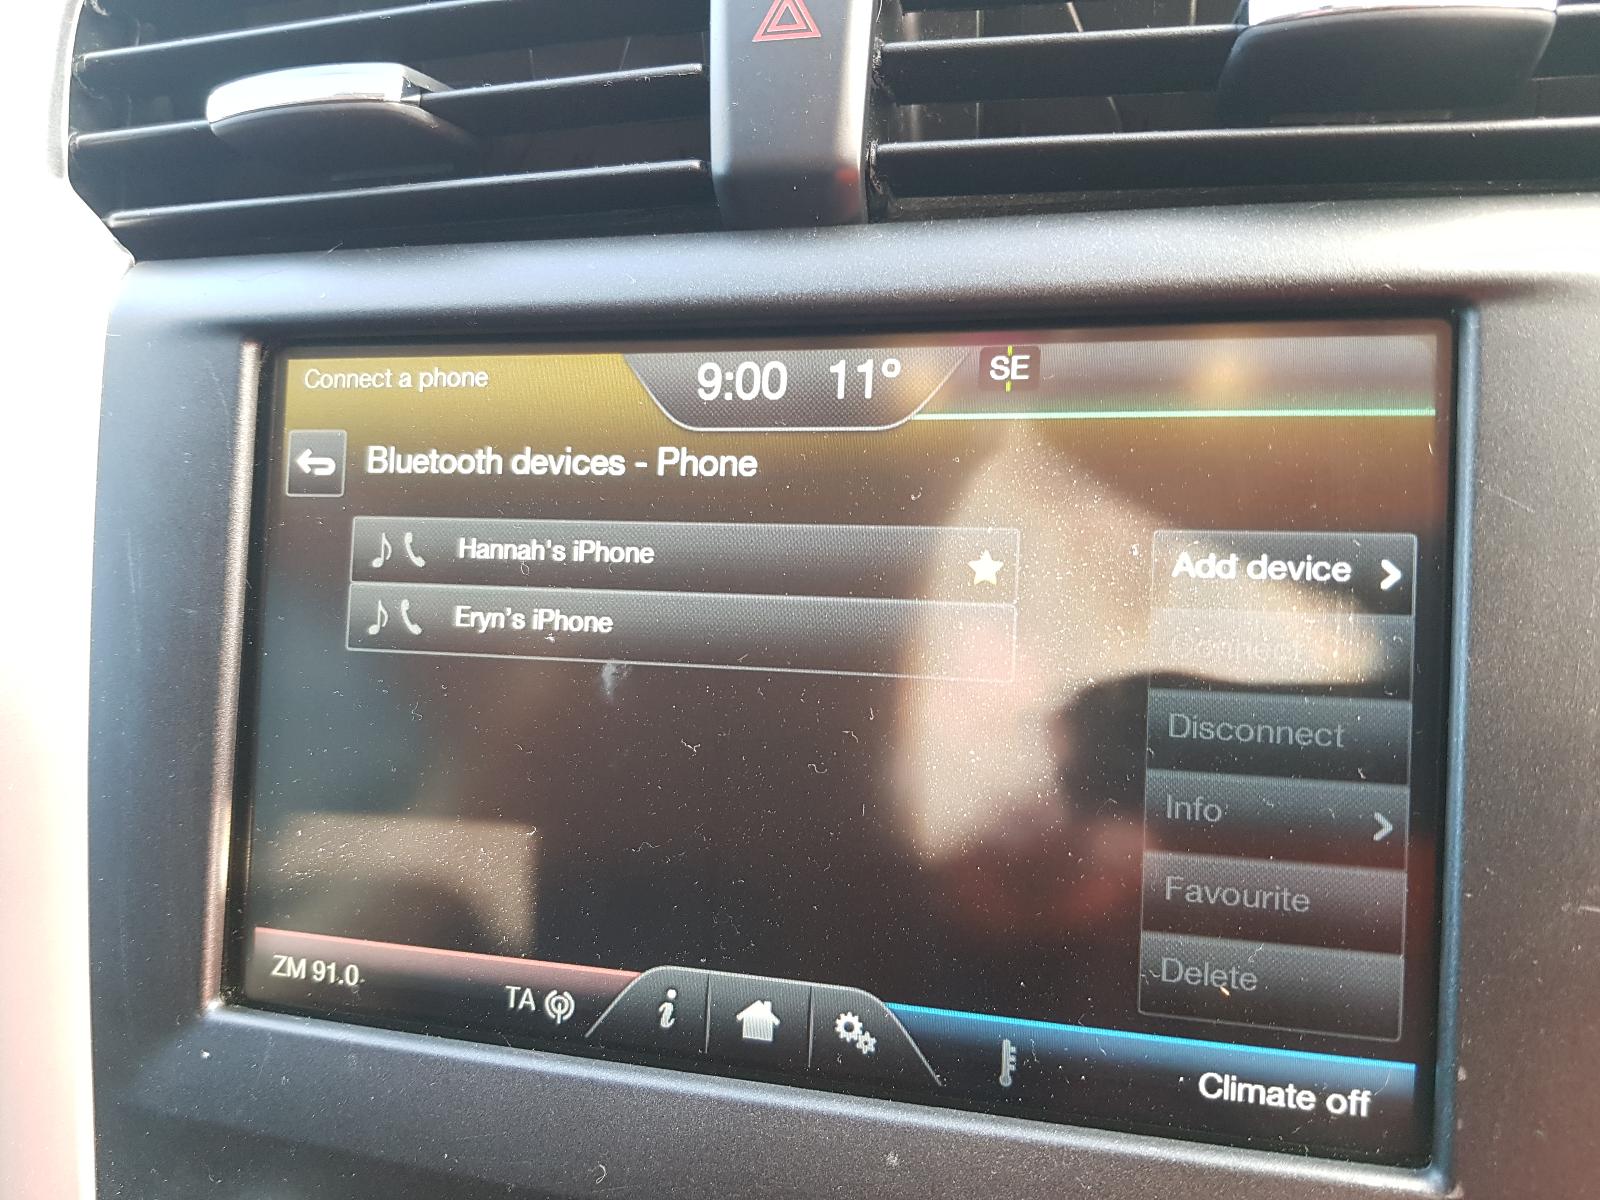 Connect a phone
9:00 11°
SE
Bluetooth devices - Phone
Hannah's iPhone
Eryn's iPhone
Add device
Connect
Disconnect
Info
Favourite
Delete
ZM 91.0
TA
i
Climate off